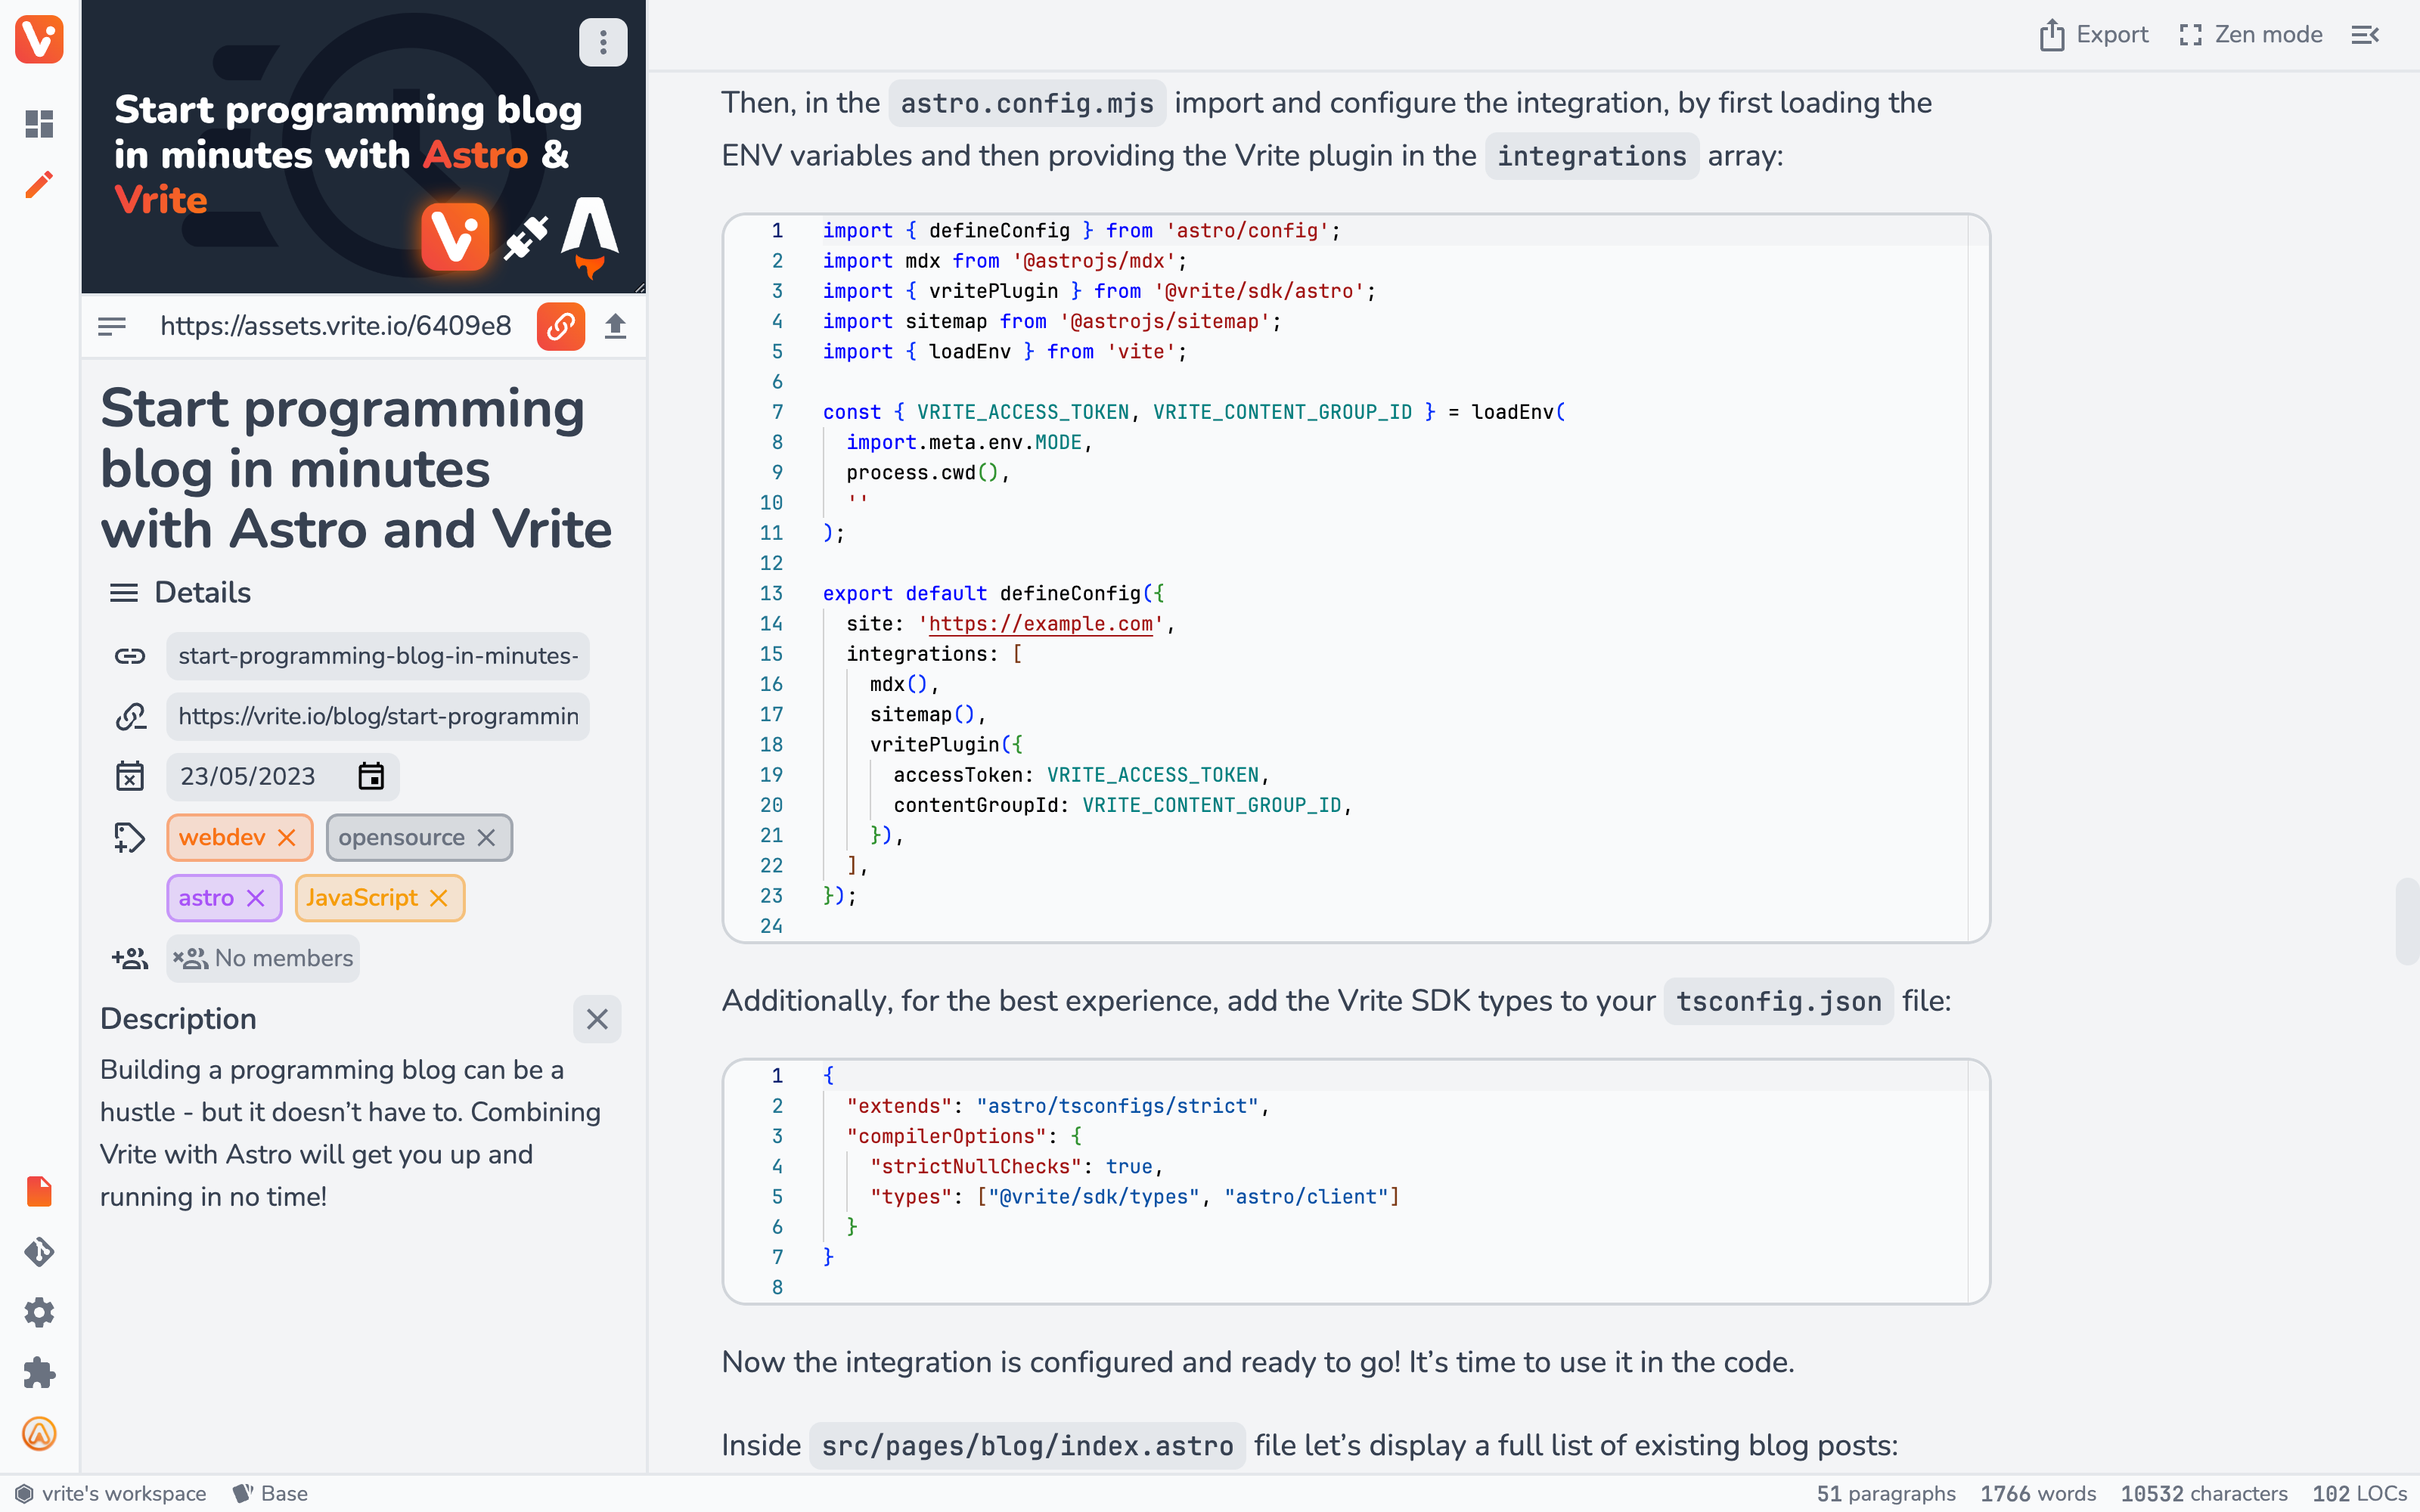 Start programming blog
in minutes with Astro &
Vrite
https://assets.vrite.io/6409e8
Start programming
blog in minutes
with Astro and Vrite
Details
start-programming-blog-in-minutes-
https://vrite.io/blog/start-programmin
23/05/2023
webdev opensource
astro JavaScript
No members
Description
Building a programming blog can be a
hustle - but it doesn’t have to. Combining
Vrite with Astro will get you up and
running in no time!
Export Zen mode
Then, in the astro.config.mjs import and configure the integration, by first loading the
ENV variables and then providing the Vrite plugin in the integrations array:
1 import { defineConfig } from 'astro/config';
2 import mdx from '@astrojs/mdx';
3 import { vritePlugin } from '@vrite/sdk/astro';
4 import sitemap from '@astrojs/sitemap';
5 import { loadEnv } from 'vite';
6
7 const { VRITE_ACCESS_TOKEN, VRITE_CONTENT_GROUP_ID } = loadEnv(
8 import.meta.env.MODE,
9 process.cwd(),
10 ''
11 );
12
13 export default defineConfig({
14 site: 'https://example.com',
15 integrations: [
16 mdx(),
17 sitemap(),
18 vritePlugin({
19 accessToken: VRITE_ACCESS_TOKEN,
20 contentGroupId: VRITE_CONTENT_GROUP_ID,
21 }),
22 ],
23 });
24
Additionally, for the best experience, add the Vrite SDK types to your tsconfig.json file:
1 {
2 "extends": "astro/tsconfigs/strict",
3 "compilerOptions": {
4 "strictNullChecks": true,
5 "types": ["@vrite/sdk/types", "astro/client"]
6 }
7 }
8
Now the integration is configured and ready to go! It’s time to use it in the code.
Inside src/pages/blog/index.astro file let’s display a full list of existing blog posts:
vrite's workspace Base
51 paragraphs 1766 words 10532 characters 102 LOCs